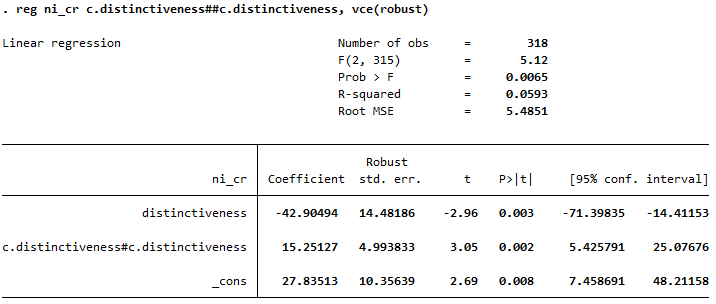 . reg ni_cr c.distinctiveness##c.distinctiveness, vce(robust)
Linear regression Number of obs = 318
F(2, 315) = 5.12
Prob > F = 0.0065
R-squared = 0.0593
Root MSE = 5.4851
Robust
ni_cr Coefficient std. err. t P>|t| [95% conf. interval]
distinctiveness -42.90494 14.48186 -2.96 0.003 -71.39835 -14.41153
c.distinctiveness#c.distinctiveness 15.25127 4.993833 3.05 0.002 5.425791 25.07676
_cons 27.83513 10.35639 2.69 0.008 7.458691 48.21158